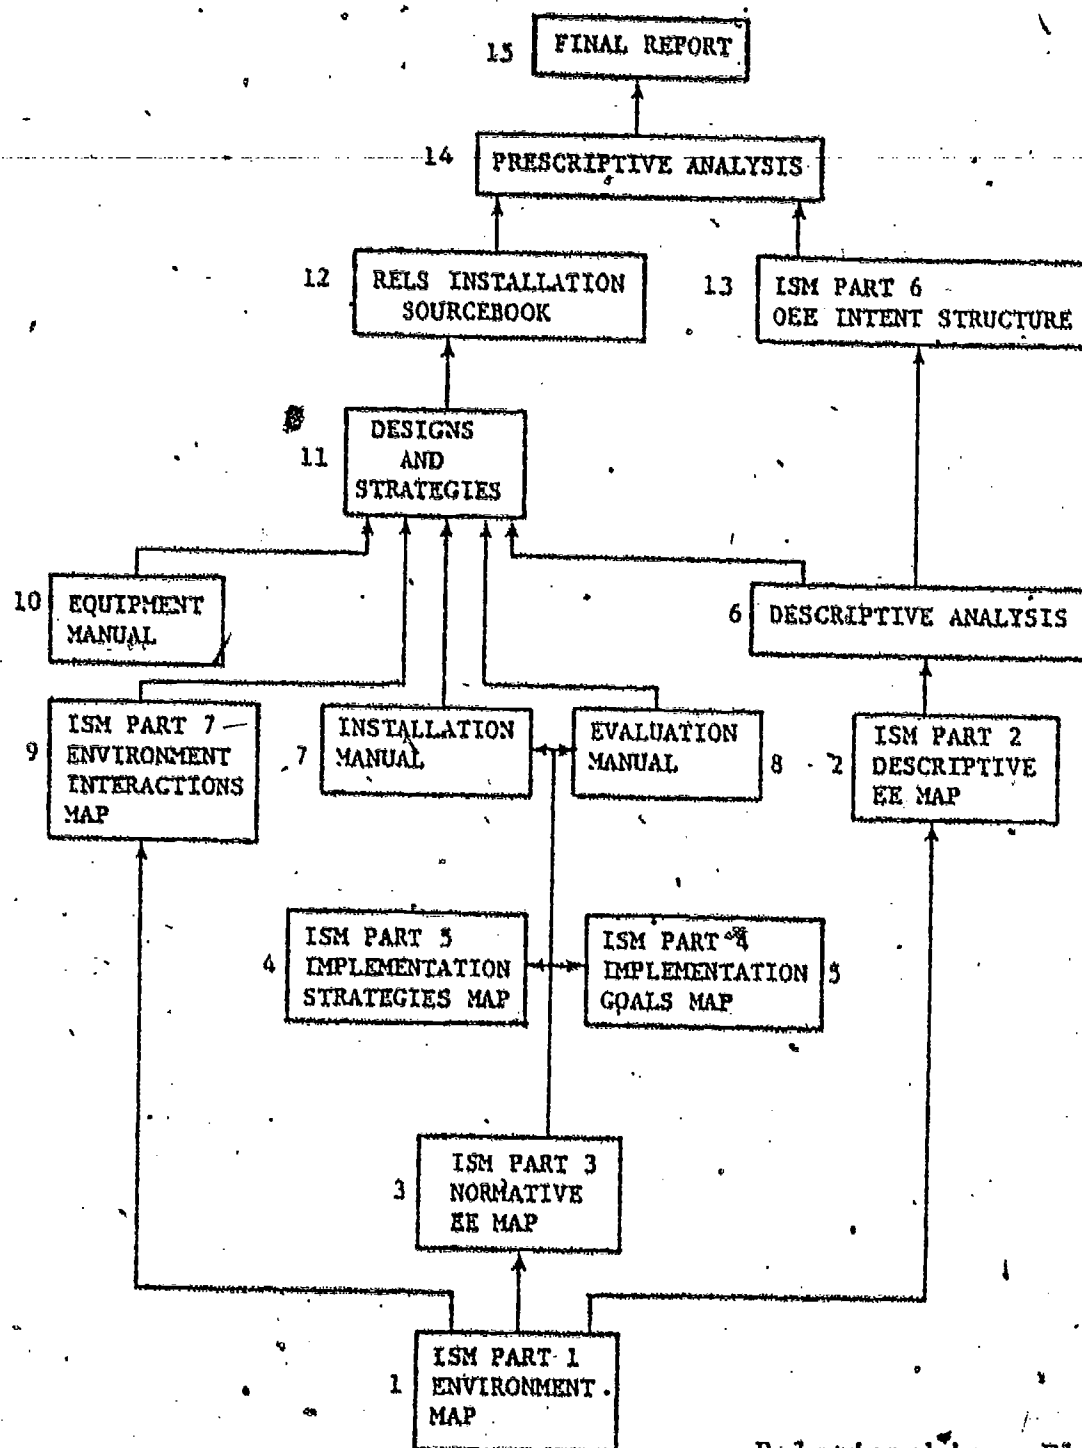 15 FINAL REPORT
14 PRESCRIPTIVE ANALYSIS
12 RELS INSTALLATION
SOURCEBOOK
13 ISM PART 6
OEE INTENT STRUCTURE
11 DESIGNS
AND
STRATEGIES
10 EQUIPMENT
MANUAL
6 DESCRIPTIVE ANALYSIS
9 ISM PART 7
ENVIRONMENT
INTERACTIONS
MAP
7 INSTALLATION
MANUAL
EVALUATION
MANUAL 8
2 ISM PART 2
DESCRIPTIVE
EE MAP
4 ISM PART 5
IMPLEMENTATION
STRATEGIES MAP
ISM PART 4
IMPLEMENTATION 5
GOALS MAP
3 ISM PART 3
NORMATIVE
EE MAP
1 ISM PART 1
ENVIRONMENT
MAP